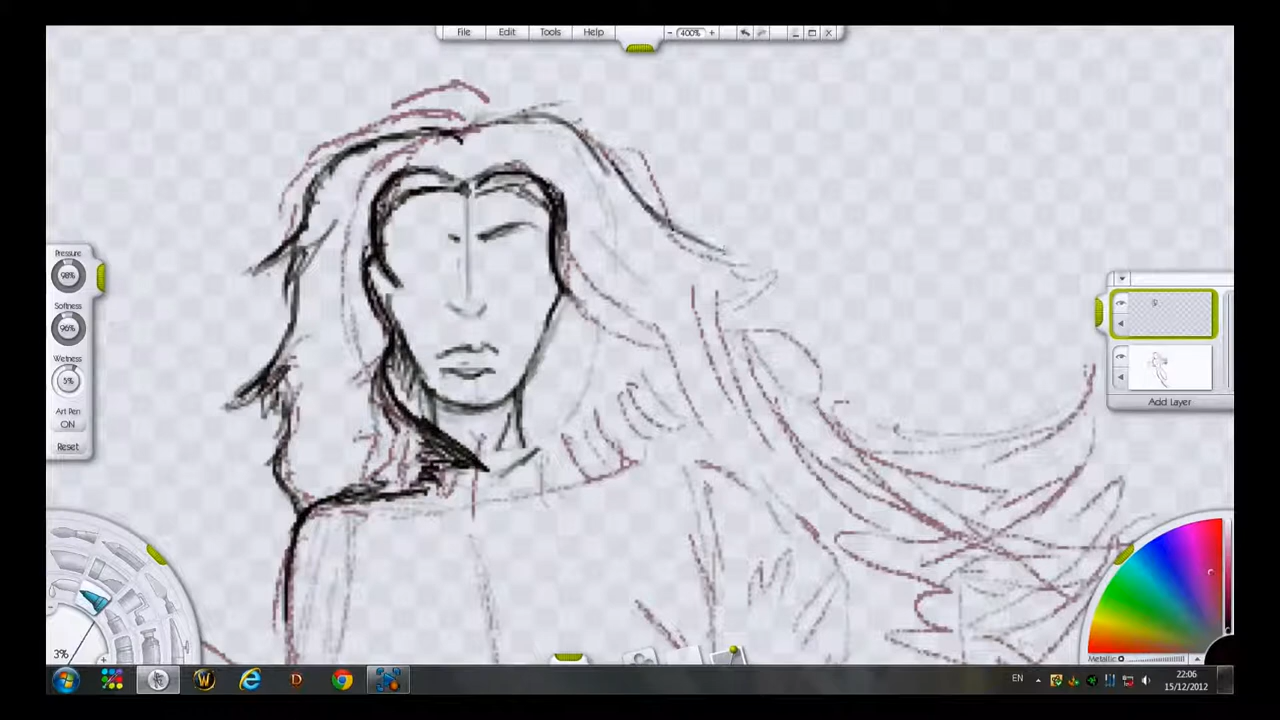 File Edit Tools Help - 400% +
Pressure
98%
Softness
96%
Wetness
5%
Art Pen
ON
Reset
Add Layer
3%
Metallic
EN
22:06
15/12/2012